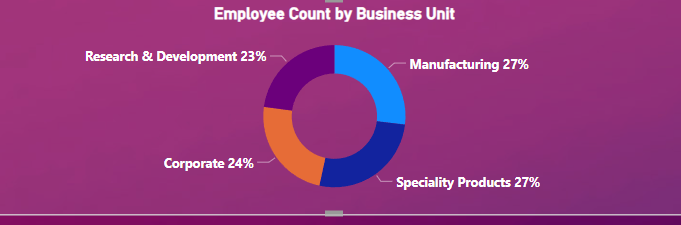 Employee Count by Business Unit
Research & Development 23%
Manufacturing 27%
Corporate 24%
Speciality Products 27%